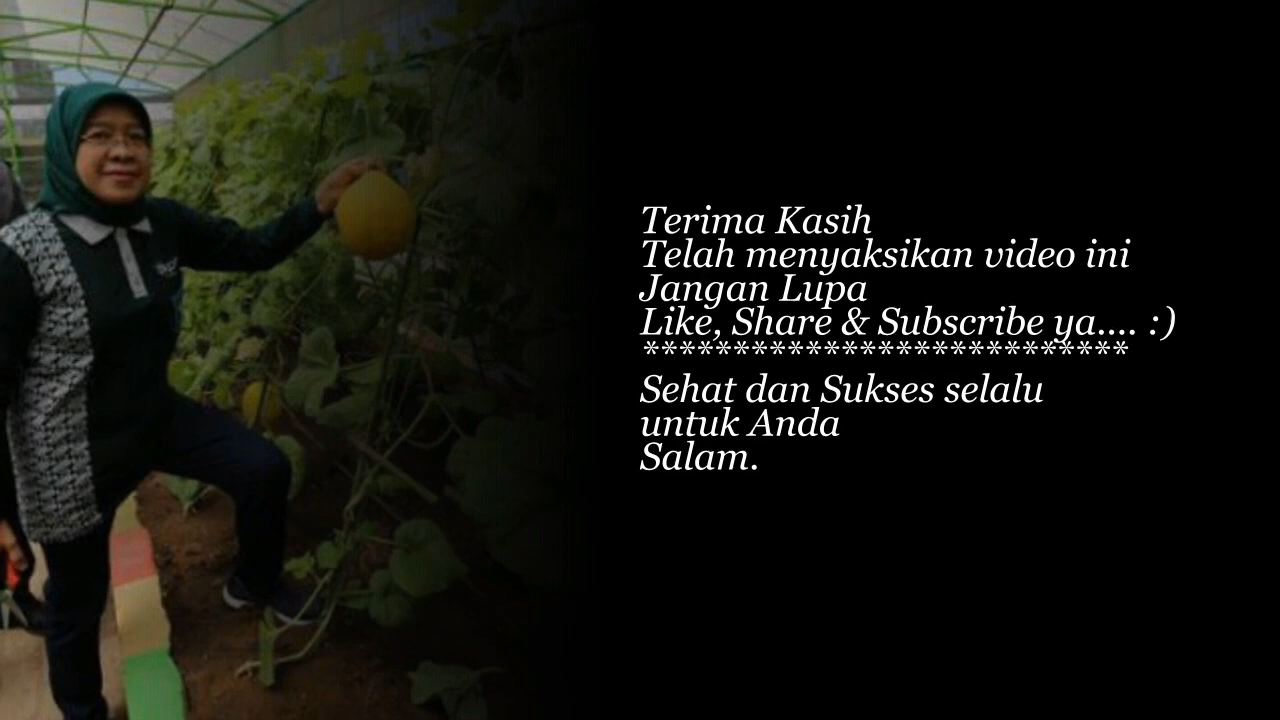 Terima Kasih
Telah menyaksikan video ini
Jangan Lupa
Like, Share & Subscribe ya.... :)
***************************
Sehat dan Sukses selalu
untuk Anda
Salam.